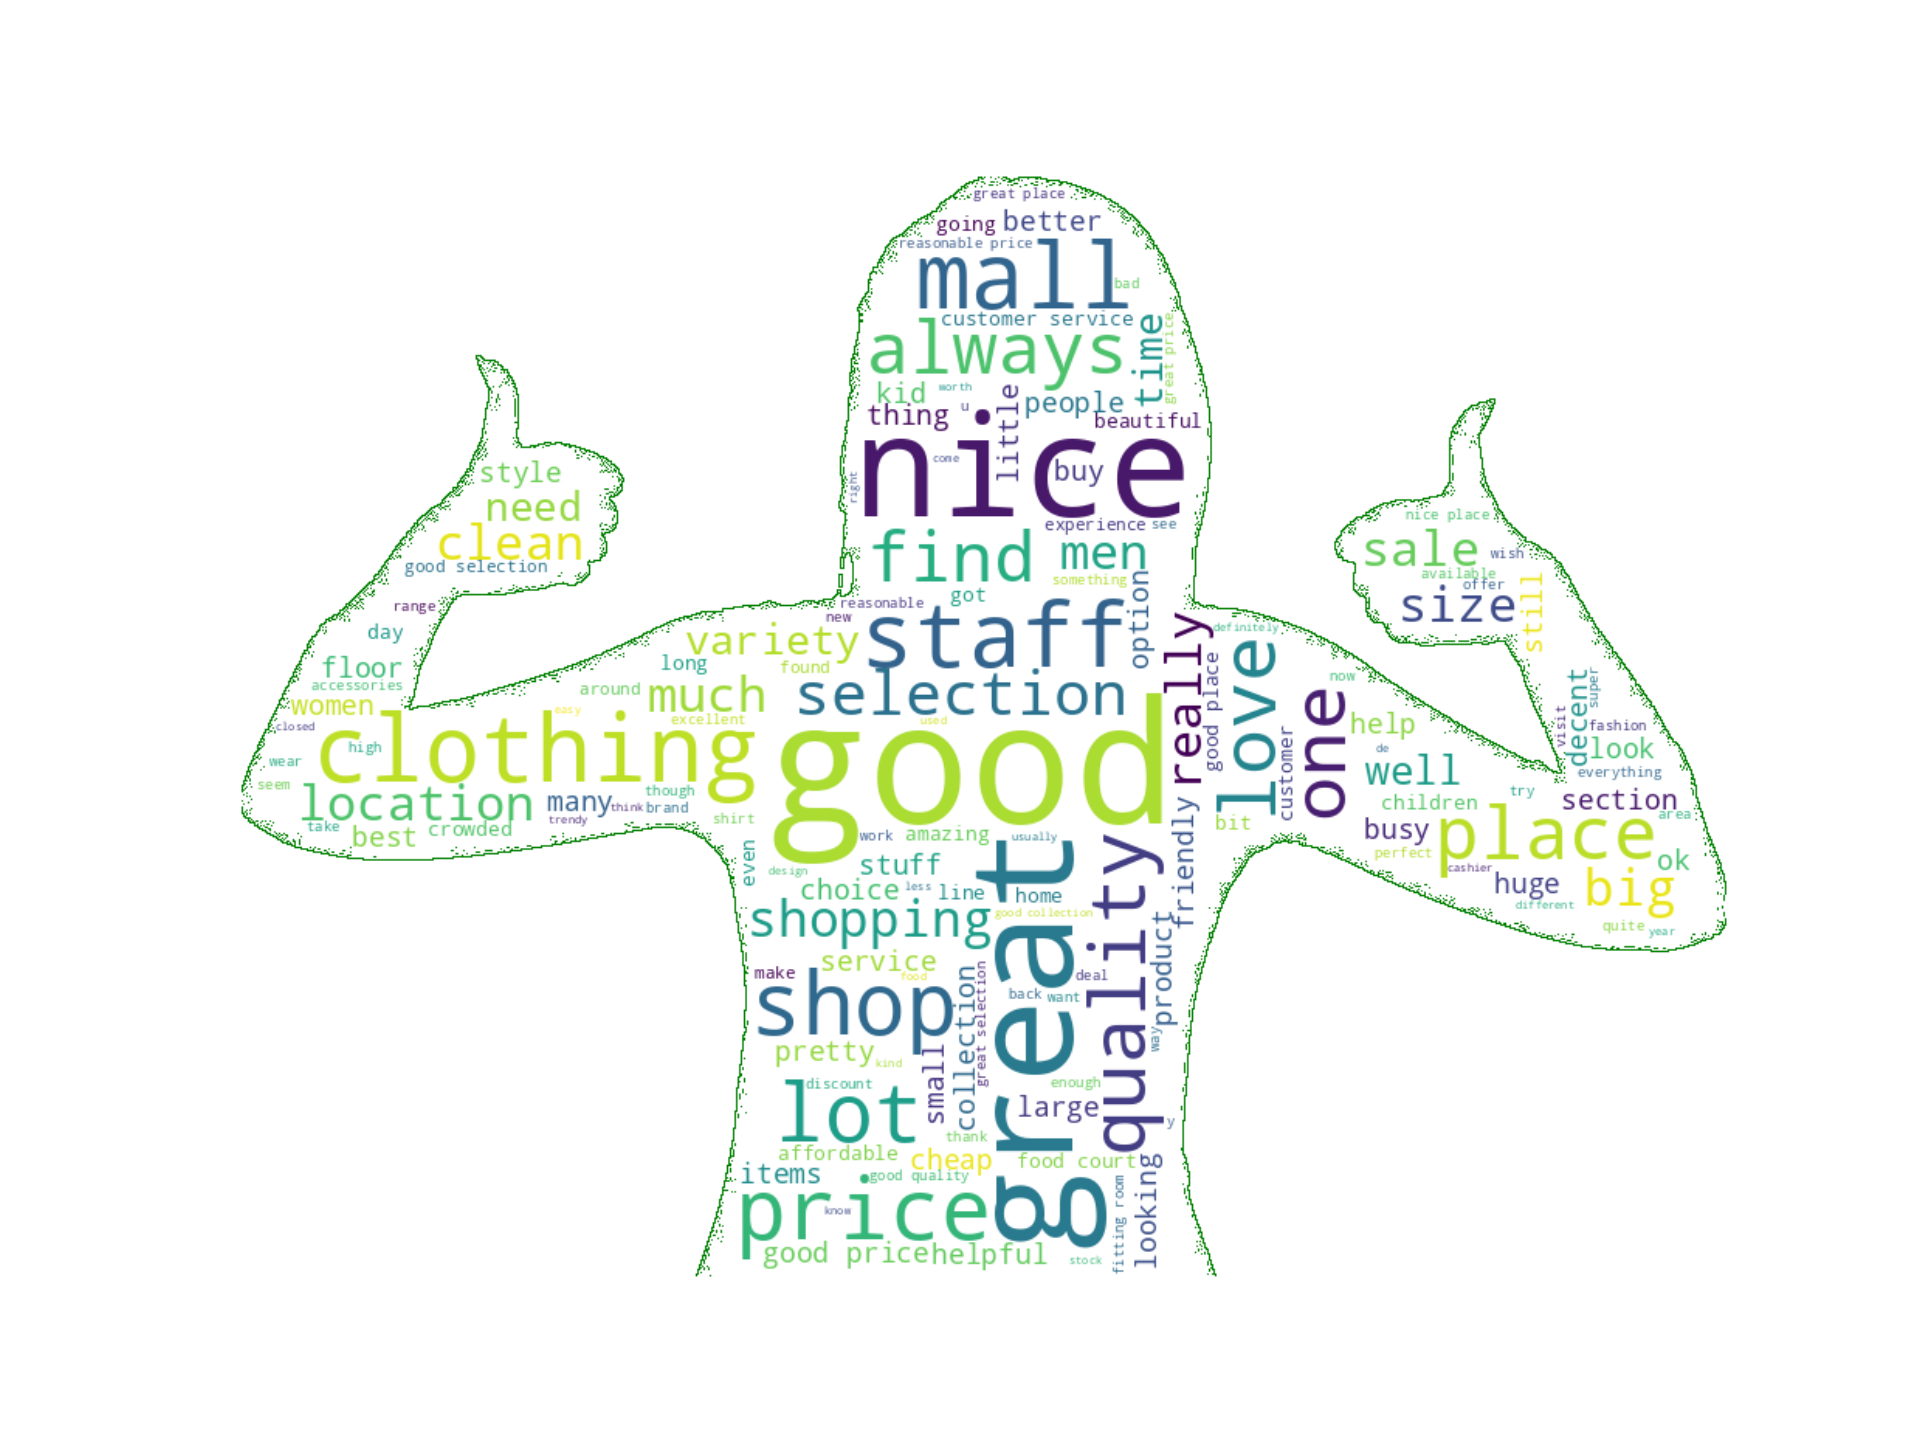 great place
going better
reasonable price
mall
bad
customer service
always
time
great price
kid
worth
thing
u
little
people
beautiful
nice
come
buy
right
experience see
find
men
something
got
option
reasonable
new
staff
variety
long
found
selection
around
much
excellent
used
easy
style
need
clean
good selection
range
day
floor
accessories
women
closed
clothing
high
wear
seem
location
many
think
though
brand
trendy
take
best
crowded
shirt
good
really
good place
definitely
love
customer
one
now
nice place
sale
wish
available
offer
size
still
help
de
well
children
busy
perfect
try
visit
decent
super
fashion
look
everything
section
area
place
cashier
ok
huge
big
different
quite
year
bit
friendly
work
amazing
usually
even
stuff
design
choice
less
line
home
good collection
shopping
great
quality
product
service
food
make
shop
collection
great selection
deal
back
want
way
pretty
kind
small
enough
discount
lot
large
y
thank
affordable
cheap
food court
items
good quality
price
know
looking
fitting room
good price
helpful
stock